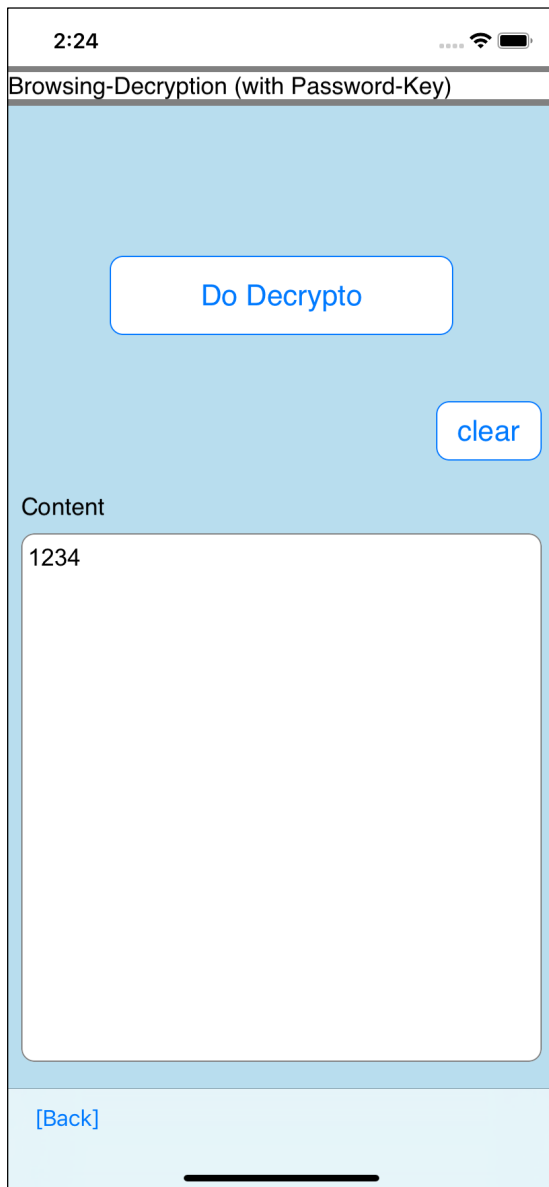 2:24
Browsing-Decryption (with Password-Key)
Do Decrypto
clear
Content
1234
[Back]